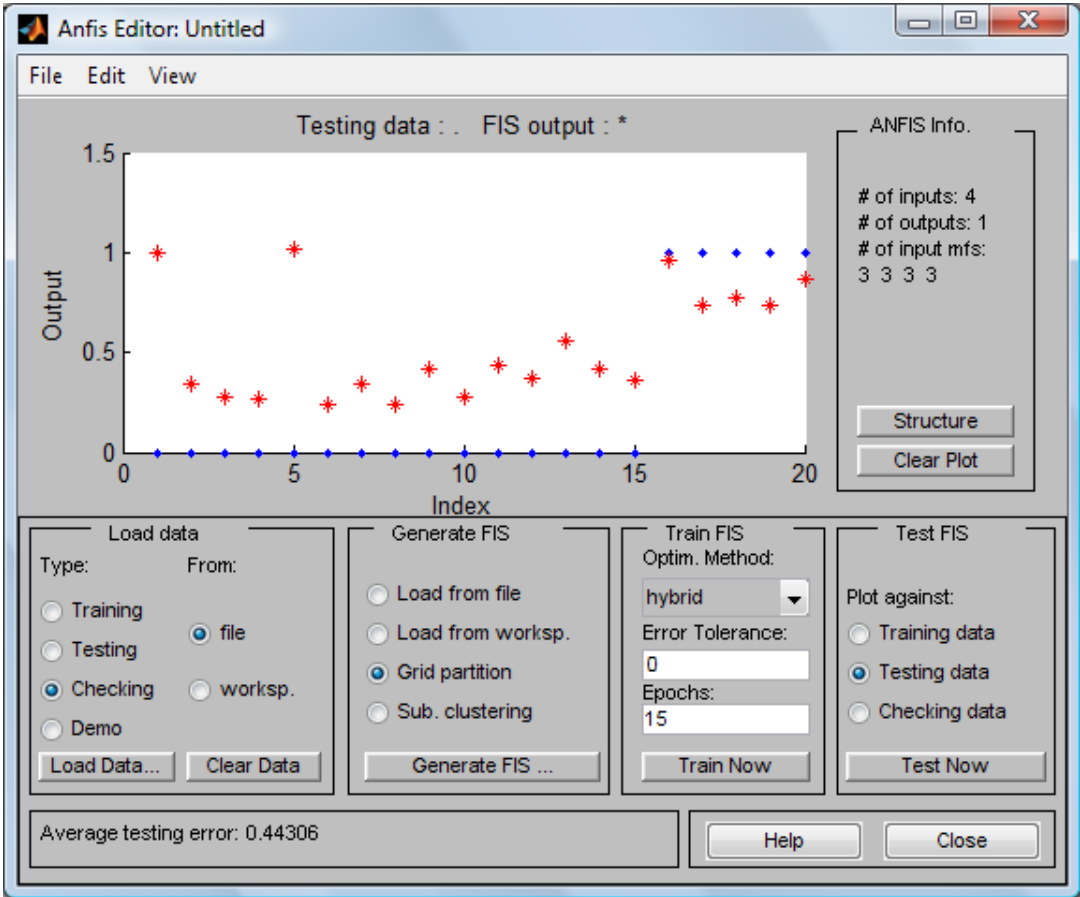 Anfis Editor: Untitled
File Edit View
Testing data : . FIS output : *
1.5
1
0.5
0
Output
0 5 10 15 20
Index
ANFIS Info.
# of inputs: 4
# of outputs: 1
# of input mfs:
3 3 3 3
Structure
Clear Plot
Load data
Type: From:
Training
Testing
Checking
Demo
file
worksp.
Load Data...
Clear Data
Generate FIS
Load from file
Load from worksp.
Grid partition
Sub. clustering
Generate FIS ...
Train FIS
Optim. Method:
hybrid
Error Tolerance:
0
Epochs:
15
Train Now
Test FIS
Plot against:
Training data
Testing data
Checking data
Test Now
Average testing error: 0.44306
Help
Close